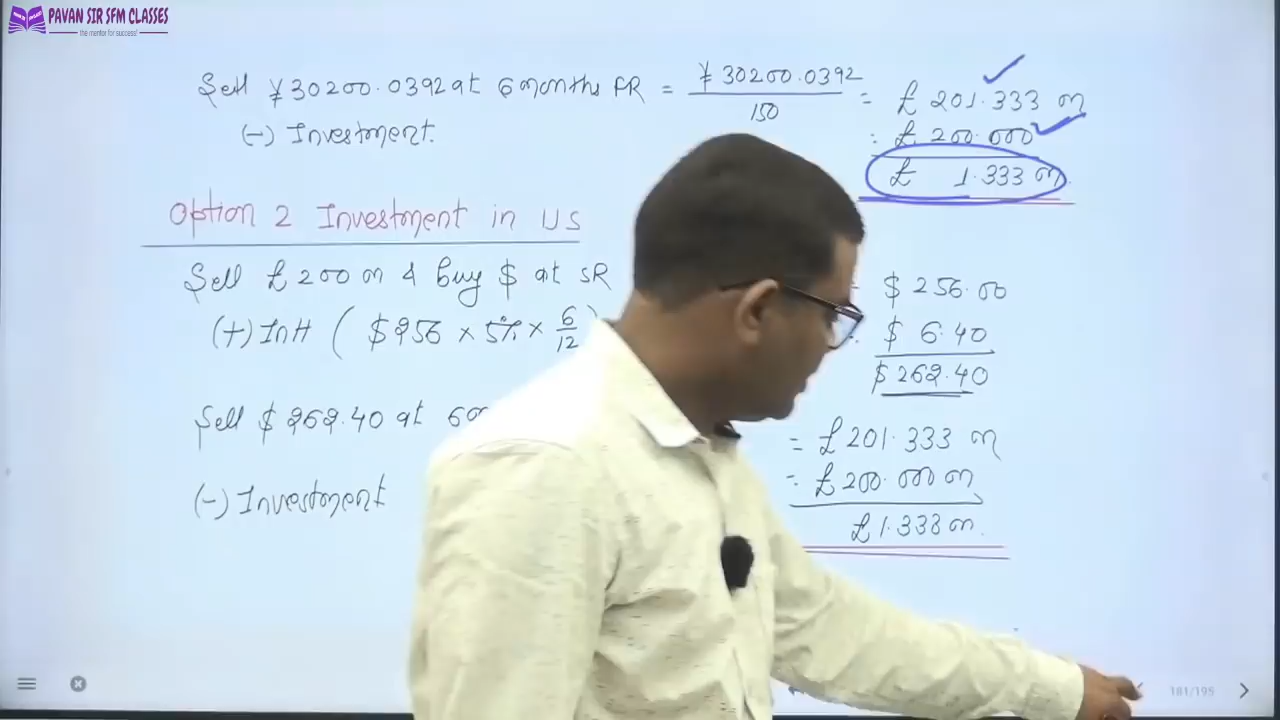 PAVAN SIR SFM CLASSES
the mentor for success!
Sell ¥30200.0392 at 6 months FR = ¥ 30200.0392 / 150 = £ 201.333 m
(-) Investment. : £ 200.000
£ 1.333 m.
Option 2 Investment in US
Sell £200 m & buy $ at SR $ 256.00
(+) Int ( $256 × 5% × 6/12 ) $ 6.40
$ 262.40
Sell $ 262.40 at = £201.333 m
(-) Investment £200.000 m
£1.333 m.
181/195